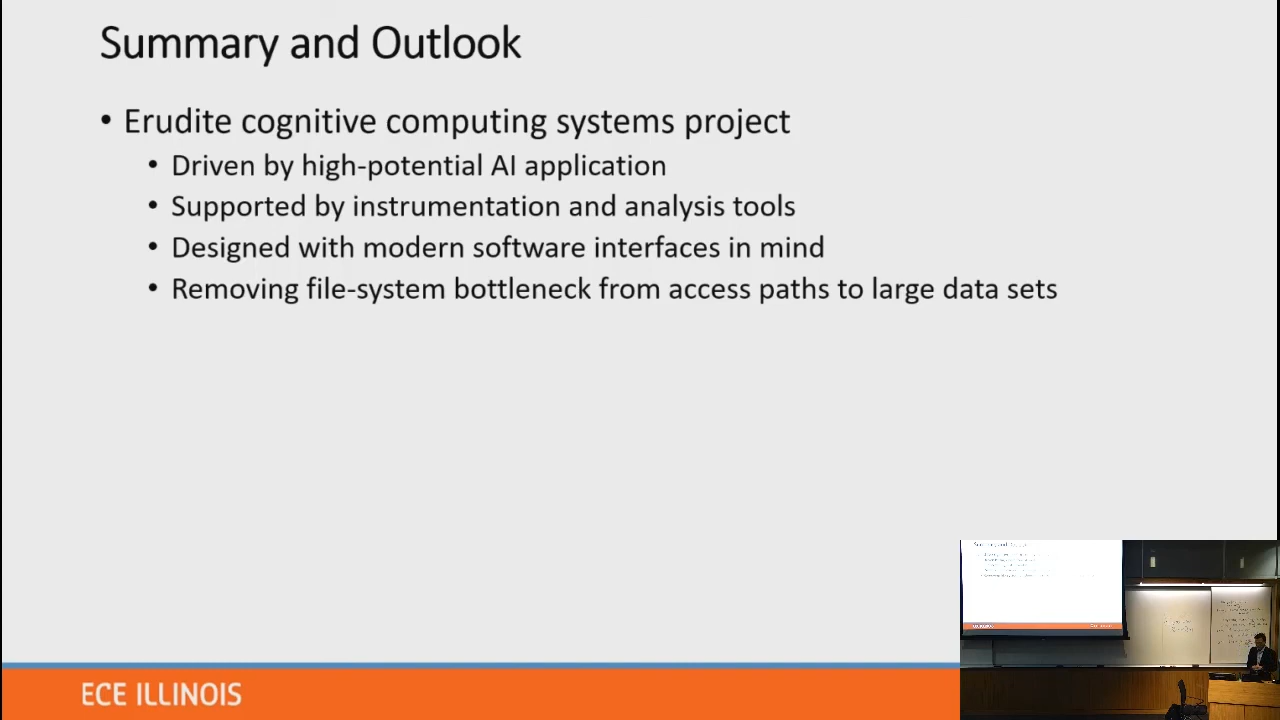 Summary and Outlook
• Erudite cognitive computing systems project
• Driven by high-potential AI application
• Supported by instrumentation and analysis tools
• Designed with modern software interfaces in mind
• Removing file-system bottleneck from access paths to large data sets
ECE ILLINOIS